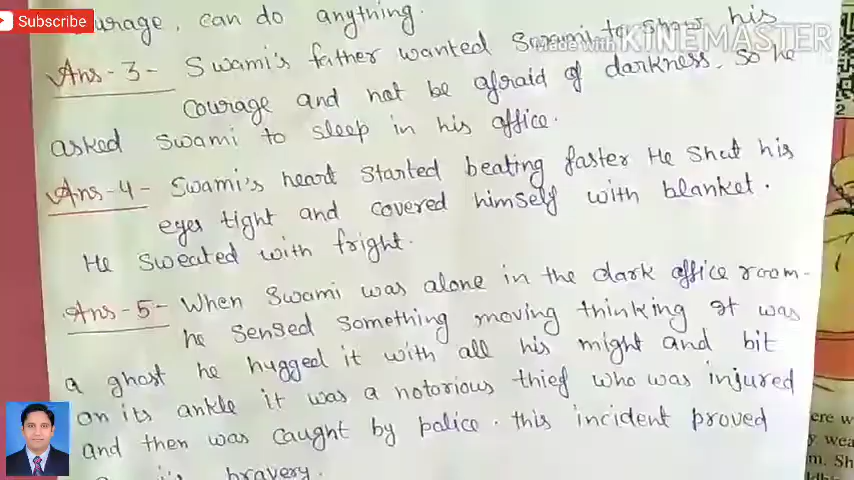 Subscribe
courage, can do anything.
Made with KINEMASTER
Ans-3- Swami's father wanted Swami to show his
courage and not be afraid of darkness. So he
asked Swami to sleep in his office.
Ans-4- Swami's heart started beating faster He shut his
eyes tight and covered himself with blanket.
He sweated with fright.
Ans-5- When Swami was alone in the dark office room-
he sensed something moving thinking It was
a ghost he hugged it with all his might and bit
on its ankle it was a notorious thief who was injured
and then was caught by police. this incident proved
bravery.
2
ere w
y wea
m. Sh